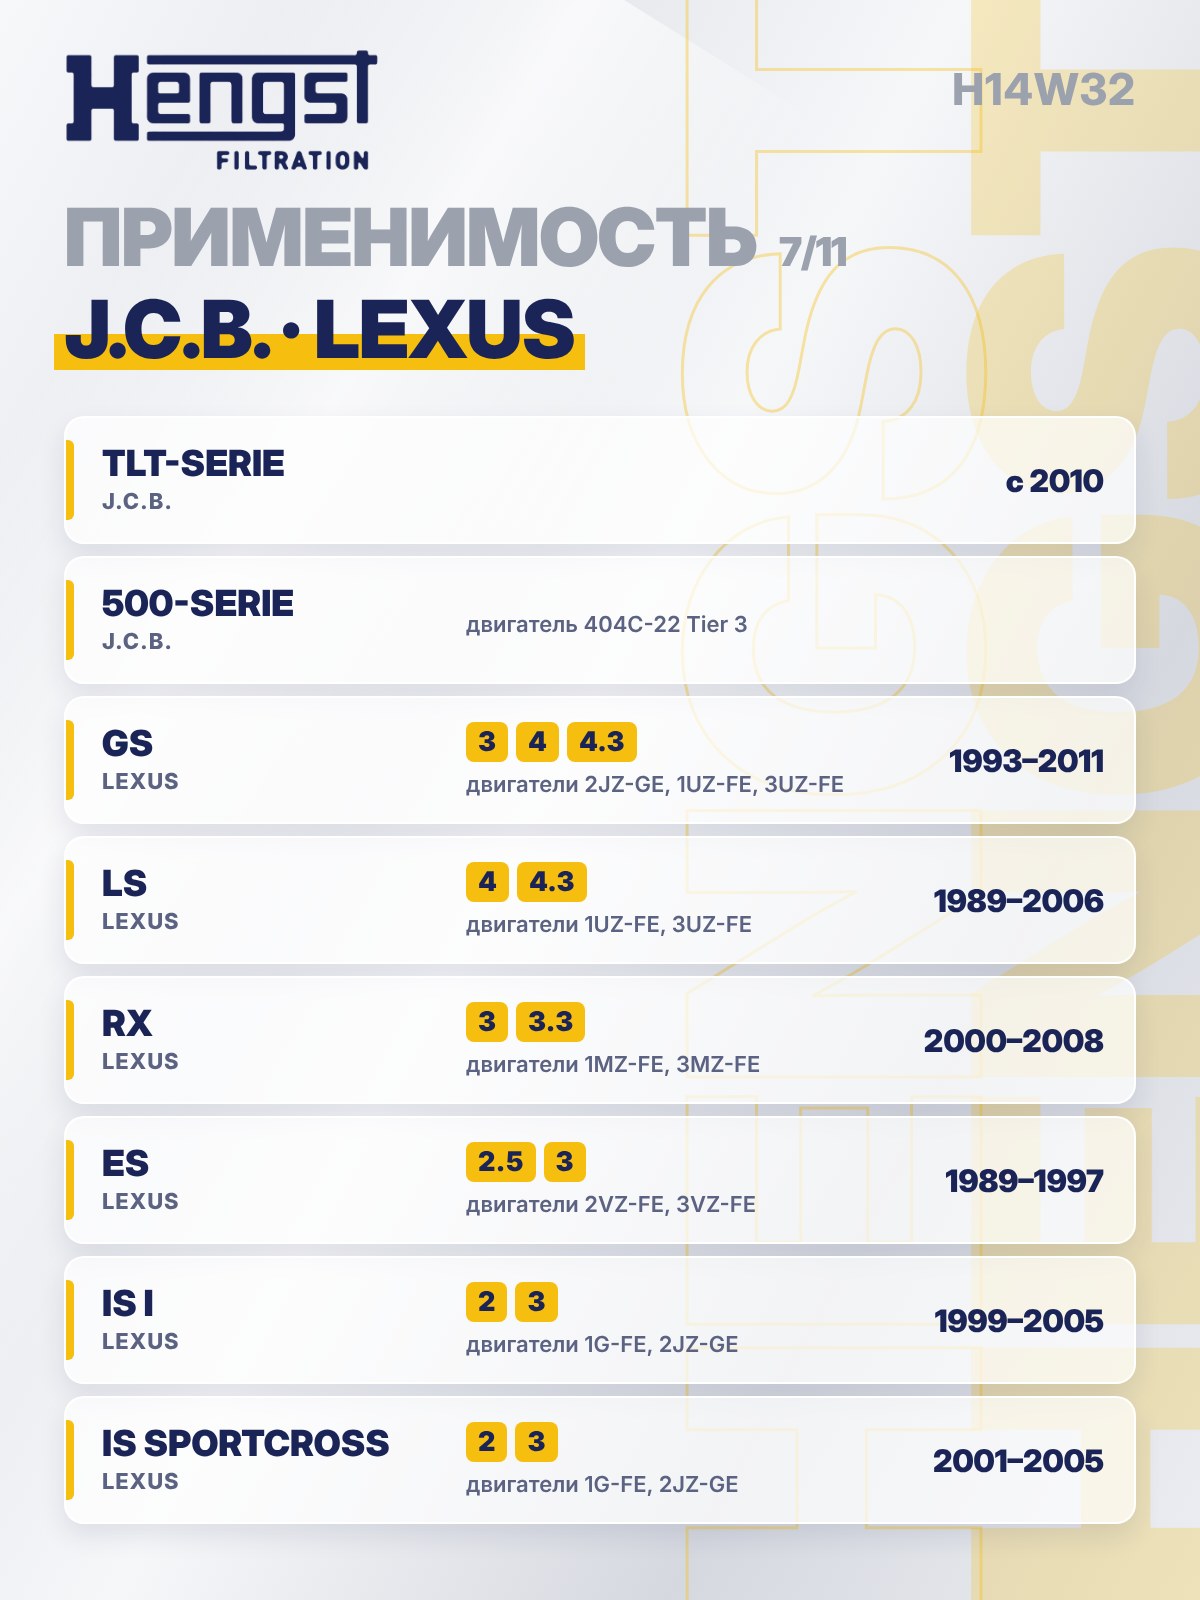 Hengst
FILTRATION
H14W32
ПРИМЕНИМОСТЬ 7/11
J.C.B. · LEXUS
TLT-SERIE
J.C.B.
с 2010
500-SERIE
J.C.B.
двигатель 404C-22 Tier 3
GS
LEXUS
3 4 4.3
двигатели 2JZ-GE, 1UZ-FE, 3UZ-FE
1993–2011
LS
LEXUS
4 4.3
двигатели 1UZ-FE, 3UZ-FE
1989–2006
RX
LEXUS
3 3.3
двигатели 1MZ-FE, 3MZ-FE
2000–2008
ES
LEXUS
2.5 3
двигатели 2VZ-FE, 3VZ-FE
1989–1997
IS I
LEXUS
2 3
двигатели 1G-FE, 2JZ-GE
1999–2005
IS SPORTCROSS
LEXUS
2 3
двигатели 1G-FE, 2JZ-GE
2001–2005
HENGST
HENGST